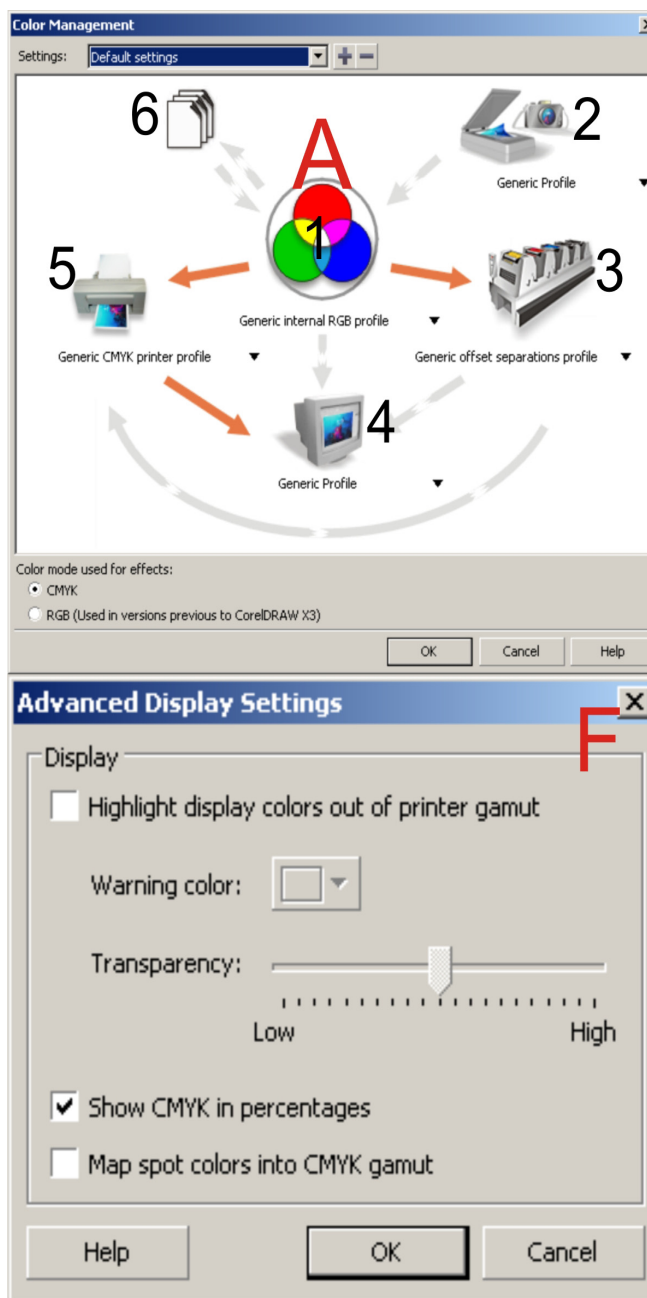 Color Management
Settings: Default settings
6
A
2
Generic Profile
1
5
3
Generic internal RGB profile
Generic CMYK printer profile
Generic offset separations profile
4
Generic Profile
Color mode used for effects:
CMYK
RGB (Used in versions previous to CorelDRAW X3)
OK Cancel Help
Advanced Display Settings
F
Display
Highlight display colors out of printer gamut
Warning color:
Transparency:
Low High
Show CMYK in percentages
Map spot colors into CMYK gamut
Help OK Cancel